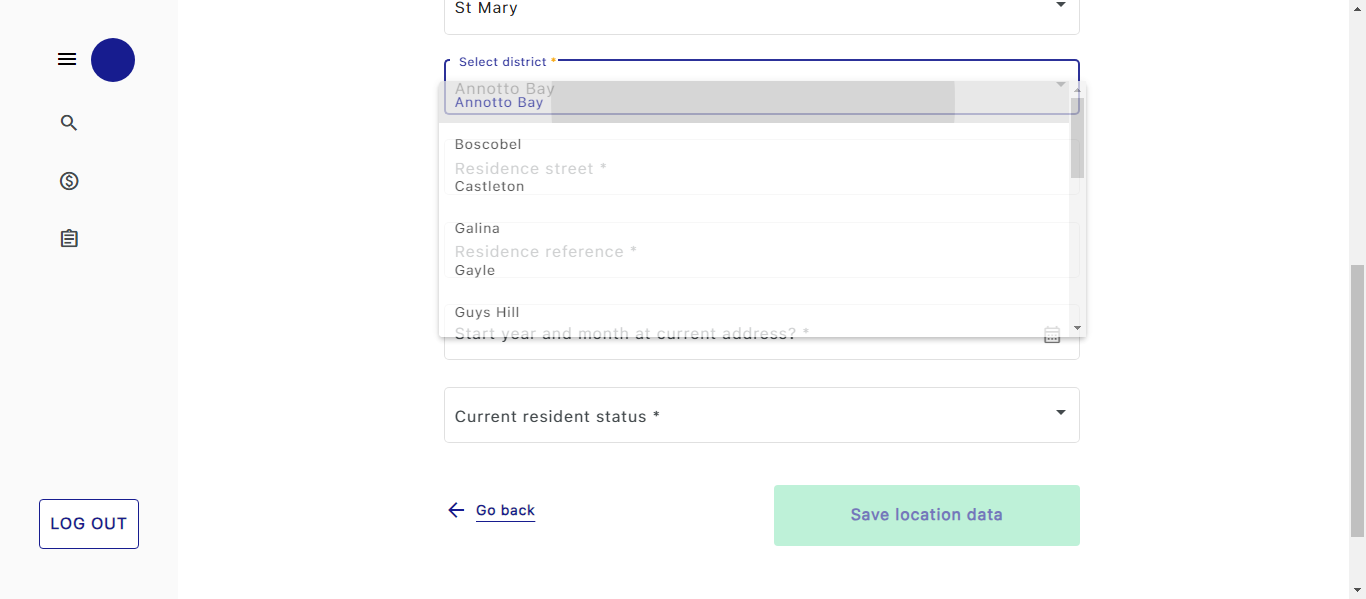 St Mary
Select district *
Annotto Bay
Annotto Bay
Boscobel
Residence street *
Castleton
Galina
Residence reference *
Gayle
Guys Hill
Start year and month at current address? *
Current resident status *
Go back
Save location data
LOG OUT